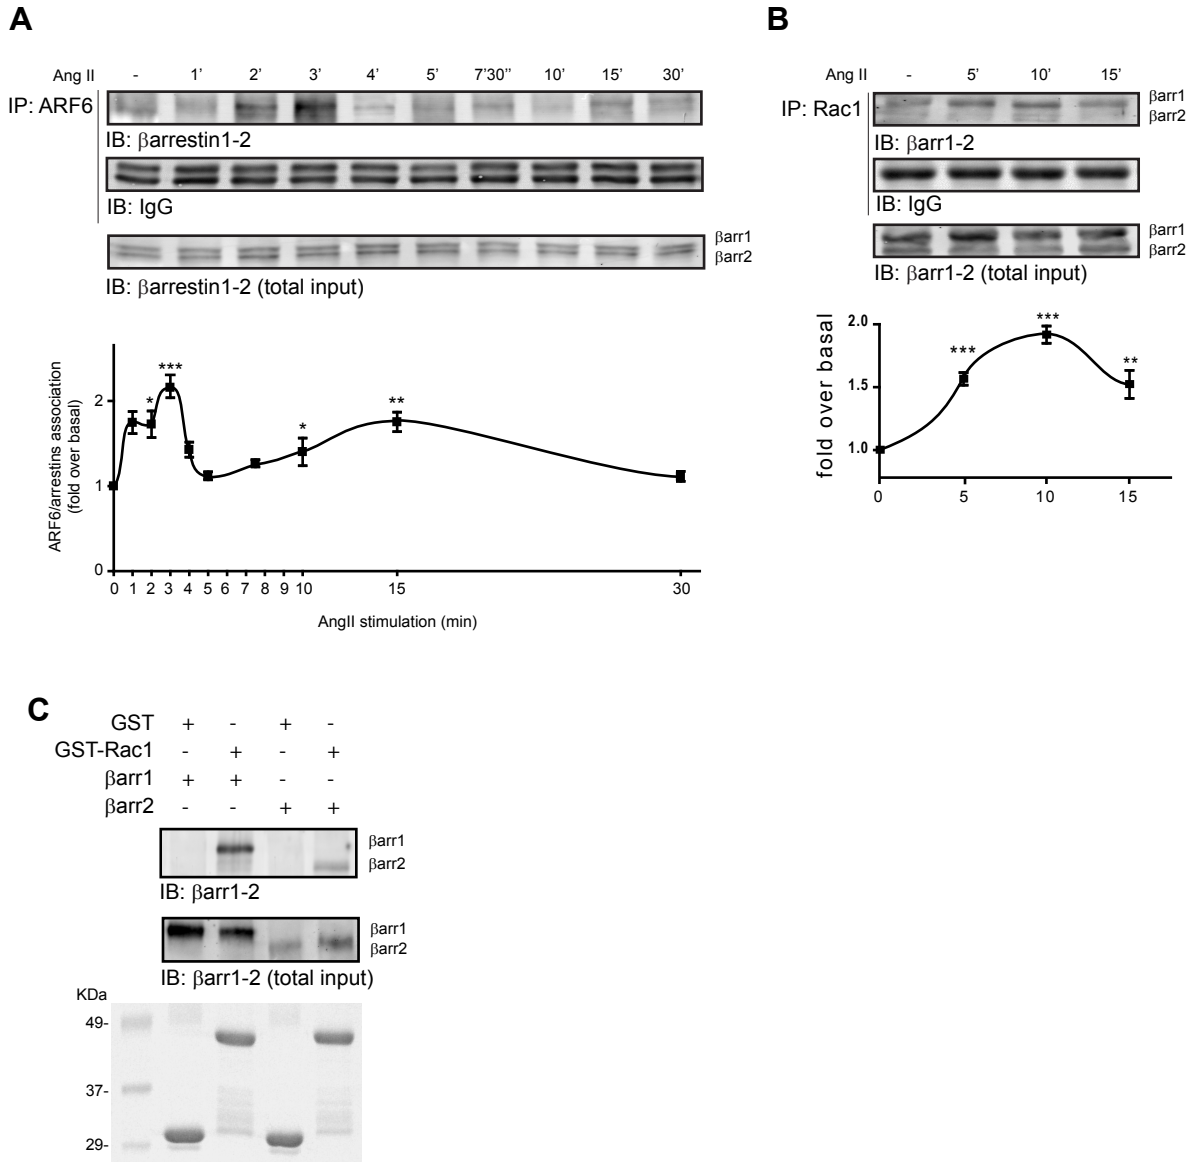 A
Ang II - 1’ 2’ 3’ 4’ 5’ 7’30’’ 10’ 15’ 30’
IP: ARF6
IB: βarrestin1-2
IB: IgG
βarr1
βarr2
IB: βarrestin1-2 (total input)
ARF6/arrestins association
(fold over basal)
2
1
0
* *** * **
0 1 2 3 4 5 6 7 8 9 10 15 30
AngII stimulation (min)
B
Ang II - 5’ 10’ 15’
IP: Rac1
βarr1
βarr2
IB: βarr1-2
IB: IgG
βarr1
βarr2
IB: βarr1-2 (total input)
fold over basal
2.0
1.5
1.0
*** *** **
0 5 10 15
C
GST + - + -
GST-Rac1 - + - +
βarr1 + + - -
βarr2 - - + +
βarr1
βarr2
IB: βarr1-2
βarr1
βarr2
IB: βarr1-2 (total input)
KDa
49-
37-
29-